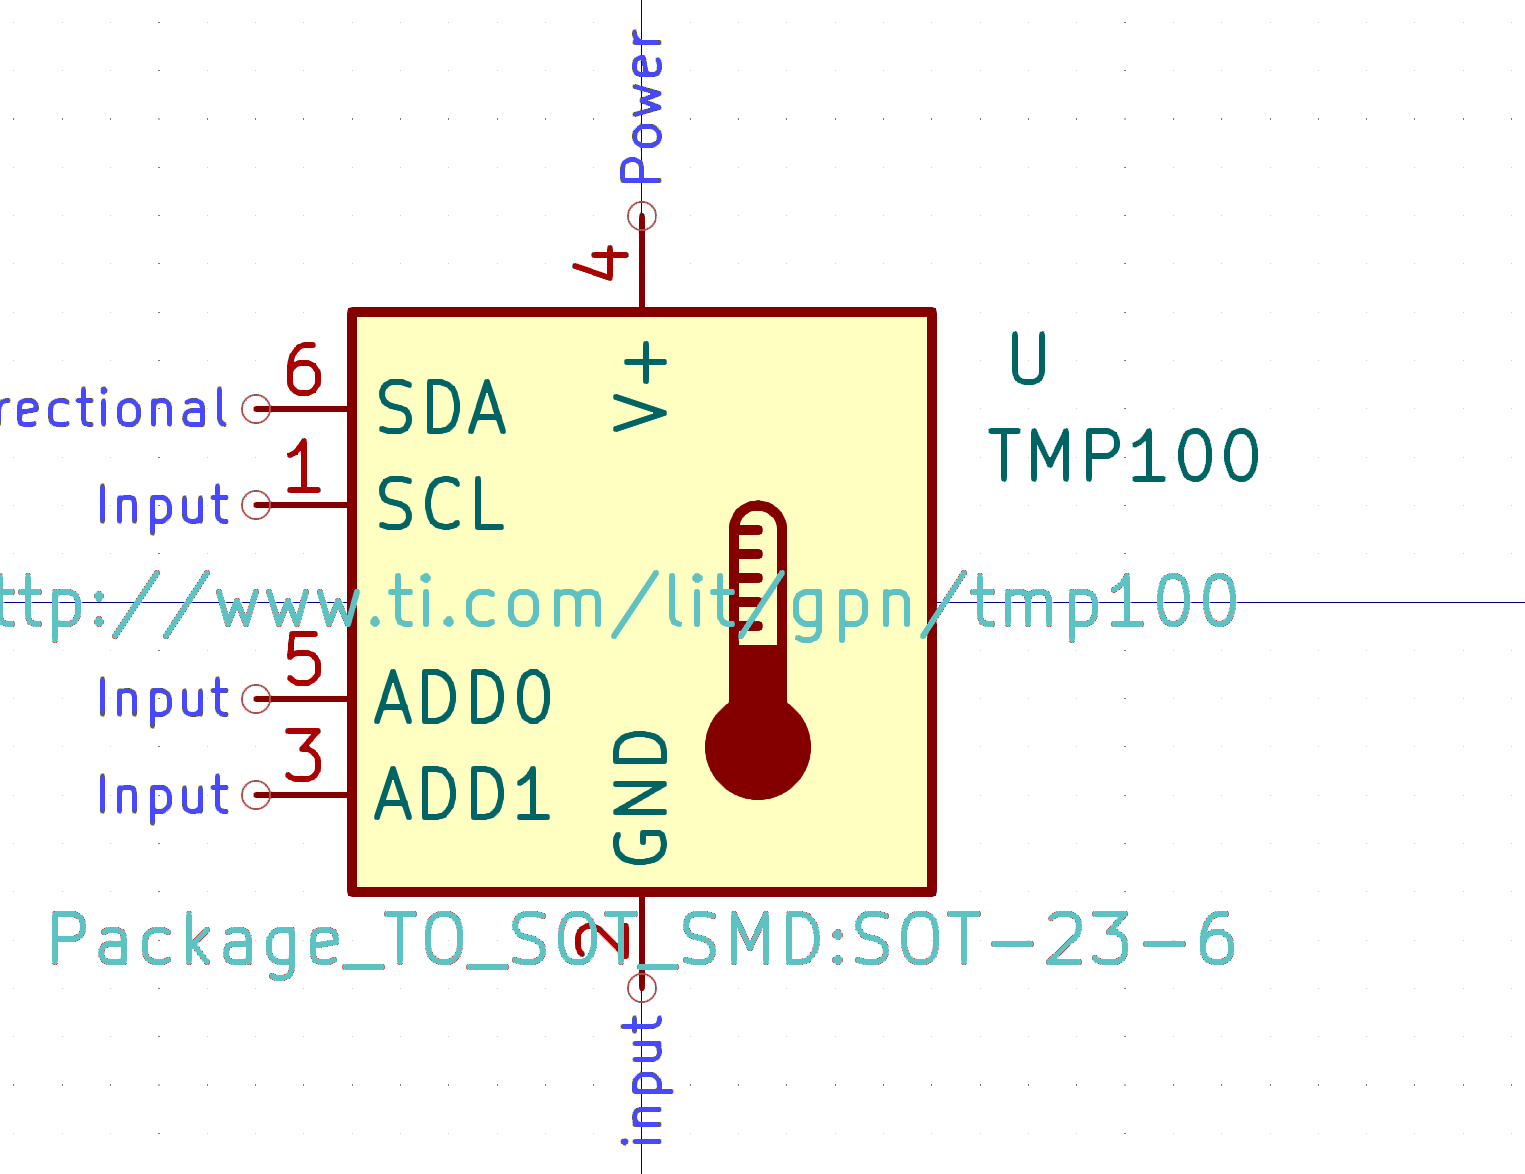 Power
4
V+
U
TMP100
6
SDA
rectional
1
SCL
Input
ttp://www.ti.com/lit/gpn/tmp100
5
ADD0
Input
3
ADD1
Input
GND
Package_TO_SOT_SMD:SOT-23-6
2
input